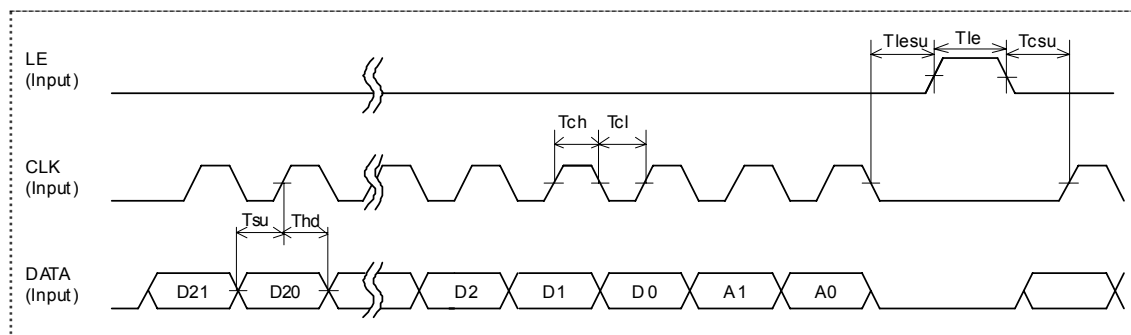 LE
(Input)
Tlesu Tle Tcsu
Tch Tcl
CLK
(Input)
Tsu Thd
DATA
(Input)
D21 D20 D2 D1 D0 A1 A0